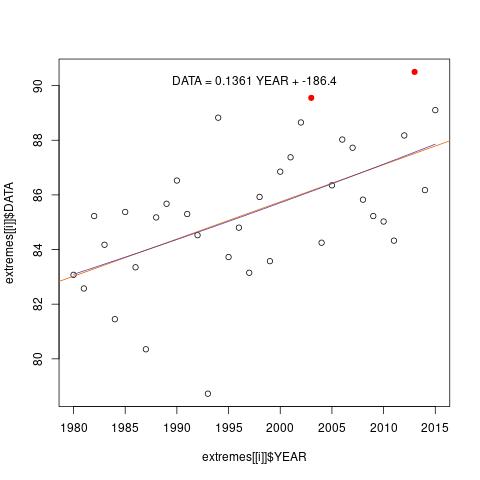 DATA = 0.1361 YEAR + -186.4
extremes[[i]]$DATA
90
88
86
84
82
80
1980 1985 1990 1995 2000 2005 2010 2015
extremes[[i]]$YEAR